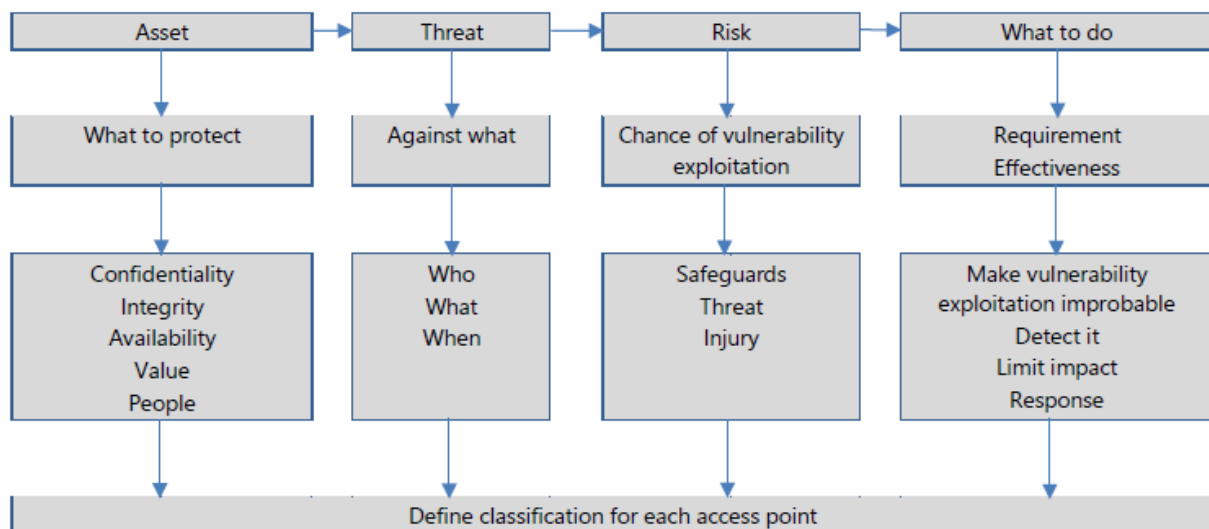 Asset
Threat
Risk
What to do
What to protect
Against what
Chance of vulnerability
exploitation
Requirement
Effectiveness
Confidentiality
Integrity
Availability
Value
People
Who
What
When
Safeguards
Threat
Injury
Make vulnerability
exploitation improbable
Detect it
Limit impact
Response
Define classification for each access point